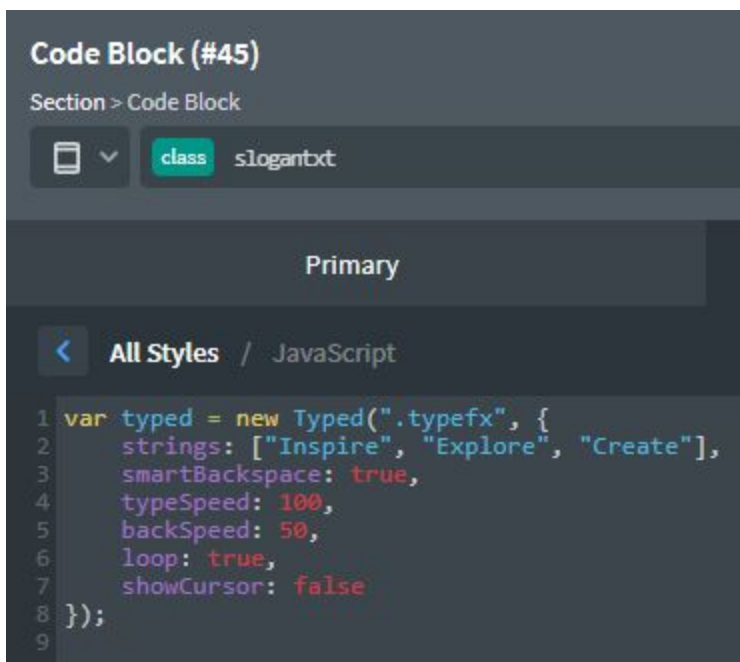 Code Block (#45)
Section > Code Block
class slogantxt
Primary
All Styles / JavaScript
1 var typed = new Typed(".typefx", {
2     strings: ["Inspire", "Explore", "Create"],
3     smartBackspace: true,
4     typeSpeed: 100,
5     backSpeed: 50,
6     loop: true,
7     showCursor: false
8 });
9